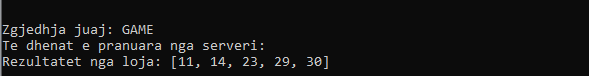 Zgjedhja juaj: GAME
Te dhenat e pranuara nga serveri:
Rezultatet nga loja: [11, 14, 23, 29, 30]